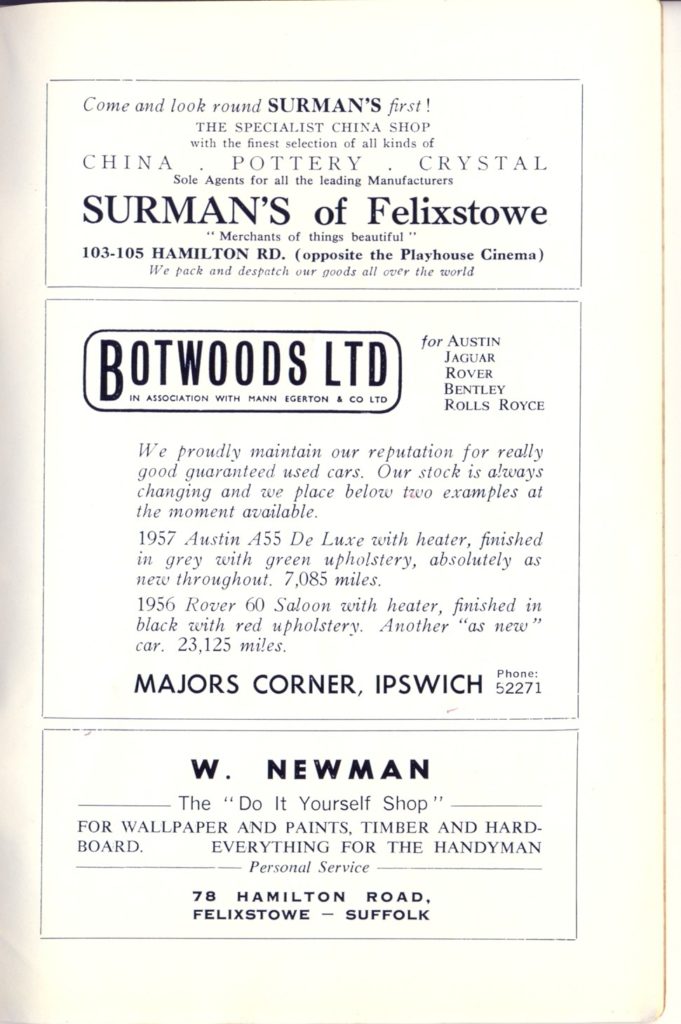 Come and look round SURMAN'S first!
THE SPECIALIST CHINA SHOP
with the finest selection of all kinds of
CHINA . POTTERY . CRYSTAL
Sole Agents for all the leading Manufacturers
SURMAN'S of Felixstowe
"Merchants of things beautiful"
103-105 HAMILTON RD. (opposite the Playhouse Cinema)
We pack and despatch our goods all over the world
BOTWOODS LTD
IN ASSOCIATION WITH MANN EGERTON & CO LTD
for AUSTIN
JAGUAR
ROVER
BENTLEY
ROLLS ROYCE
We proudly maintain our reputation for really
good guaranteed used cars. Our stock is always
changing and we place below two examples at
the moment available.
1957 Austin A55 De Luxe with heater, finished
in grey with green upholstery, absolutely as
new throughout. 7,085 miles.
1956 Rover 60 Saloon with heater, finished in
black with red upholstery. Another "as new"
car. 23,125 miles.
MAJORS CORNER, IPSWICH Phone: 52271
W. NEWMAN
The "Do It Yourself Shop"
FOR WALLPAPER AND PAINTS, TIMBER AND HARD-
BOARD. EVERYTHING FOR THE HANDYMAN
Personal Service
78 HAMILTON ROAD,
FELIXSTOWE — SUFFOLK